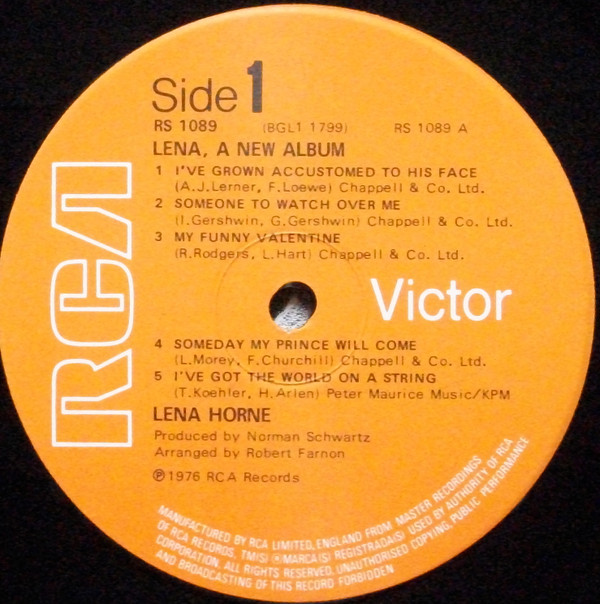 Side 1
RS 1089 (BGL1 1799) RS 1089 A
LENA, A NEW ALBUM
1 I'VE GROWN ACCUSTOMED TO HIS FACE
(A.J.Lerner, F.Loewe) Chappell & Co. Ltd.
2 SOMEONE TO WATCH OVER ME
(I.Gershwin, G.Gershwin) Chappell & Co. Ltd.
3 MY FUNNY VALENTINE
(R.Rodgers, L.Hart) Chappell & Co. Ltd.
RCA
Victor
4 SOMEDAY MY PRINCE WILL COME
(L.Morey, F.Churchill) Chappell & Co. Ltd.
5 I'VE GOT THE WORLD ON A STRING
(T.Koehler, H.Arlen) Peter Maurice Music/KPM
LENA HORNE
Produced by Norman Schwartz
Arranged by Robert Farnon
℗1976 RCA Records
MANUFACTURED BY RCA LIMITED, ENGLAND FROM MASTER RECORDINGS
OF RCA RECORDS, TM(S) ® MARCA(S) REGISTRADA(S) USED BY AUTHORITY OF RCA
CORPORATION, ALL RIGHTS RESERVED, UNAUTHORISED COPYING, PUBLIC PERFORMANCE
AND BROADCASTING OF THIS RECORD FORBIDDEN